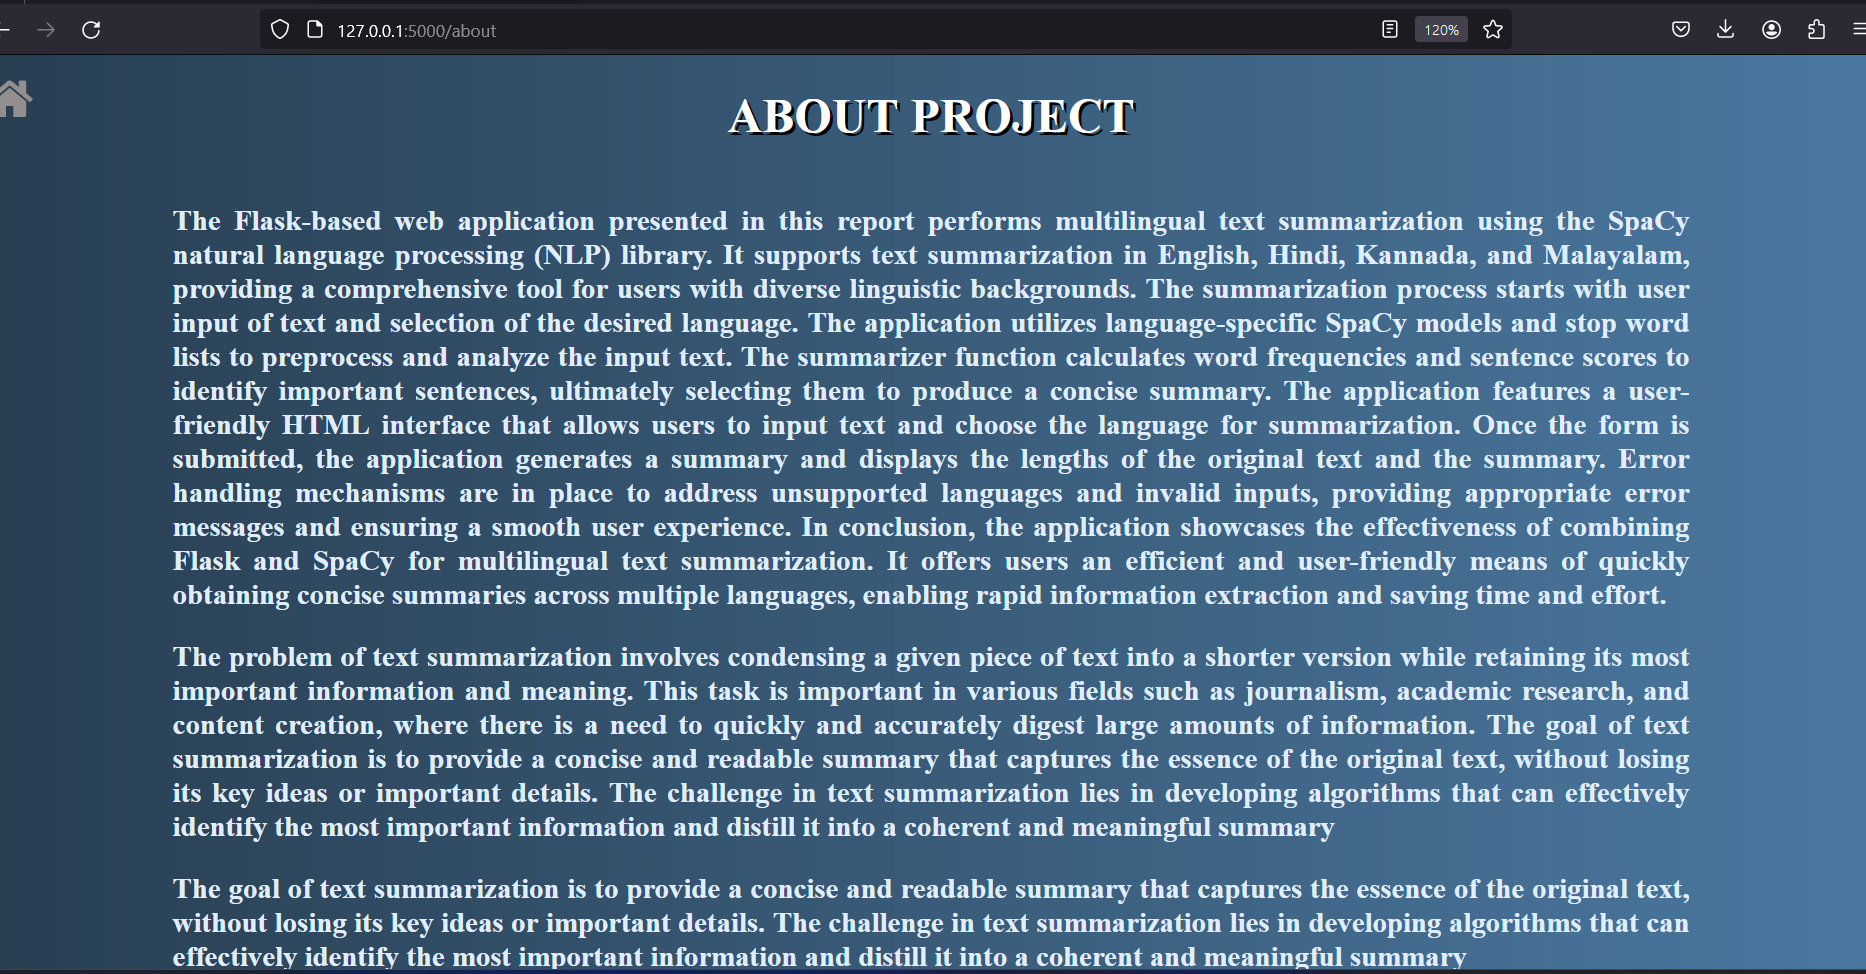 127.0.0.1:5000/about
120%
ABOUT PROJECT
The Flask-based web application presented in this report performs multilingual text summarization using the SpaCy
natural language processing (NLP) library. It supports text summarization in English, Hindi, Kannada, and Malayalam,
providing a comprehensive tool for users with diverse linguistic backgrounds. The summarization process starts with user
input of text and selection of the desired language. The application utilizes language-specific SpaCy models and stop word
lists to preprocess and analyze the input text. The summarizer function calculates word frequencies and sentence scores to
identify important sentences, ultimately selecting them to produce a concise summary. The application features a user-
friendly HTML interface that allows users to input text and choose the language for summarization. Once the form is
submitted, the application generates a summary and displays the lengths of the original text and the summary. Error
handling mechanisms are in place to address unsupported languages and invalid inputs, providing appropriate error
messages and ensuring a smooth user experience. In conclusion, the application showcases the effectiveness of combining
Flask and SpaCy for multilingual text summarization. It offers users an efficient and user-friendly means of quickly
obtaining concise summaries across multiple languages, enabling rapid information extraction and saving time and effort.
The problem of text summarization involves condensing a given piece of text into a shorter version while retaining its most
important information and meaning. This task is important in various fields such as journalism, academic research, and
content creation, where there is a need to quickly and accurately digest large amounts of information. The goal of text
summarization is to provide a concise and readable summary that captures the essence of the original text, without losing
its key ideas or important details. The challenge in text summarization lies in developing algorithms that can effectively
identify the most important information and distill it into a coherent and meaningful summary
The goal of text summarization is to provide a concise and readable summary that captures the essence of the original text,
without losing its key ideas or important details. The challenge in text summarization lies in developing algorithms that can
effectively identify the most important information and distill it into a coherent and meaningful summary